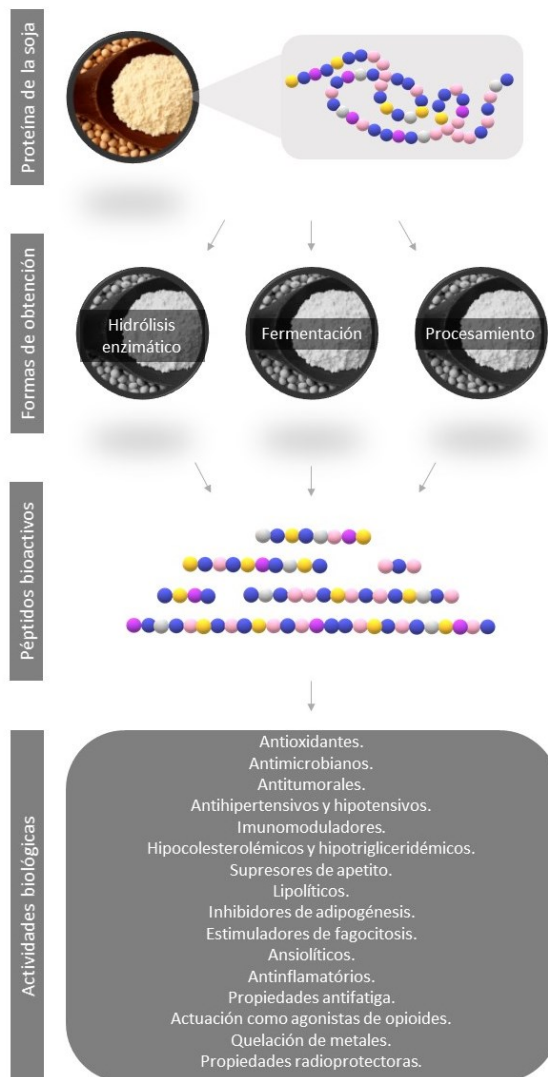 Proteína de la soja
Formas de obtención
Hidrólisis
enzimático
Fermentación
Procesamiento
Péptidos bioactivos
Actividades biológicas
Antioxidantes.
Antimicrobianos.
Antitumorales.
Antihipertensivos y hipotensivos.
Imunomoduladores.
Hipocolesterolémicos y hipotrigliceridémicos.
Supresores de apetito.
Lipolíticos.
Inhibidores de adipogénesis.
Estimuladores de fagocitosis.
Ansiolíticos.
Antinflamatórios.
Propiedades antifatiga.
Actuación como agonistas de opioides.
Quelación de metales.
Propiedades radioprotectoras.